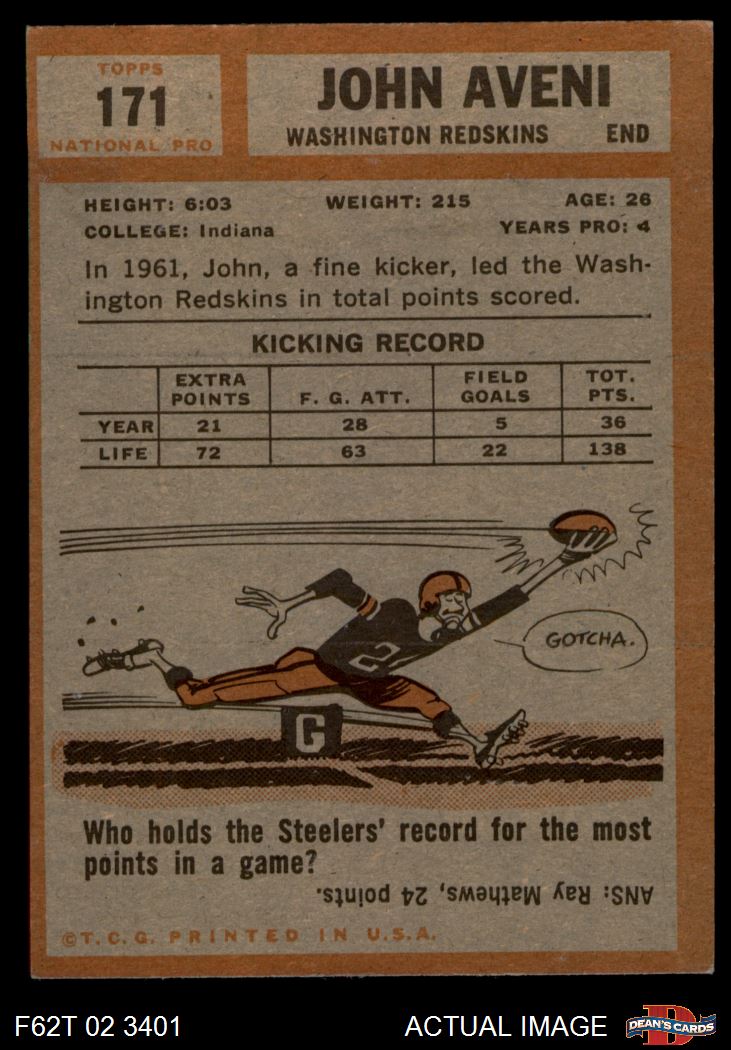 TOPPS
171
NATIONAL PRO
JOHN AVENI
WASHINGTON REDSKINS END
HEIGHT: 6:03 WEIGHT: 215 AGE: 26
COLLEGE: Indiana YEARS PRO: 4
In 1961, John, a fine kicker, led the Wash-
ington Redskins in total points scored.
KICKING RECORD
EXTRA POINTS F. G. ATT. FIELD GOALS TOT. PTS.
YEAR 21 28 5 36
LIFE 72 63 22 138
GOTCHA.
2
G
Who holds the Steelers' record for the most
points in a game?
ANS: Ray Mathews, 24 points.
©T.C.G. PRINTED IN U.S.A.
F62T 02 3401 ACTUAL IMAGE D DEAN'S CARDS